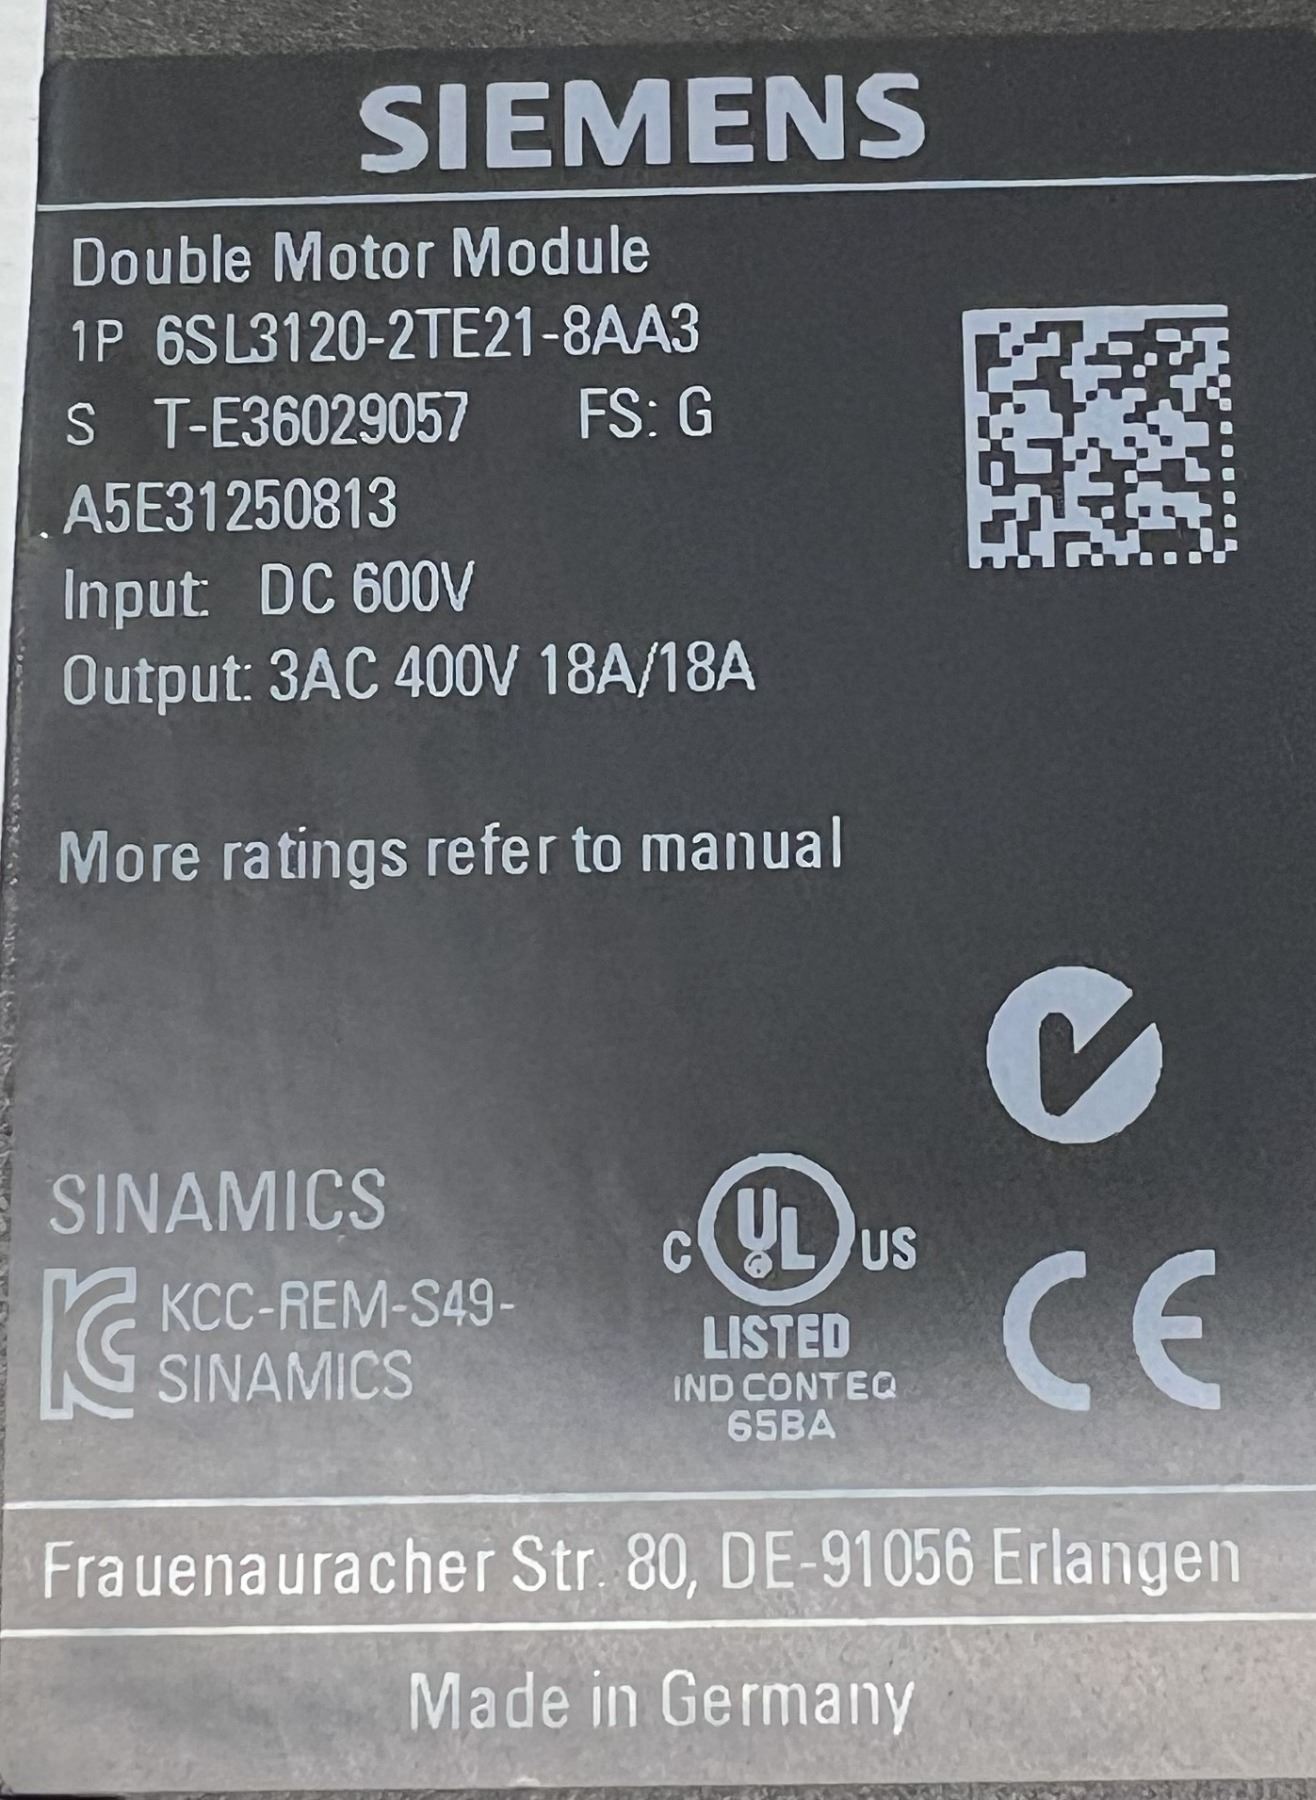 SIEMENS
Double Motor Module
1P 6SL3120-2TE21-8AA3
S T-E36029057 FS: G
A5E31250813
Input: DC 600V
Output: 3AC 400V 18A/18A
More ratings refer to manual
SINAMICS
KCC-REM-S49-
SINAMICS
C UL US
LISTED
IND CONT EQ
65BA
CE
Frauenauracher Str. 80, DE-91056 Erlangen
Made in Germany